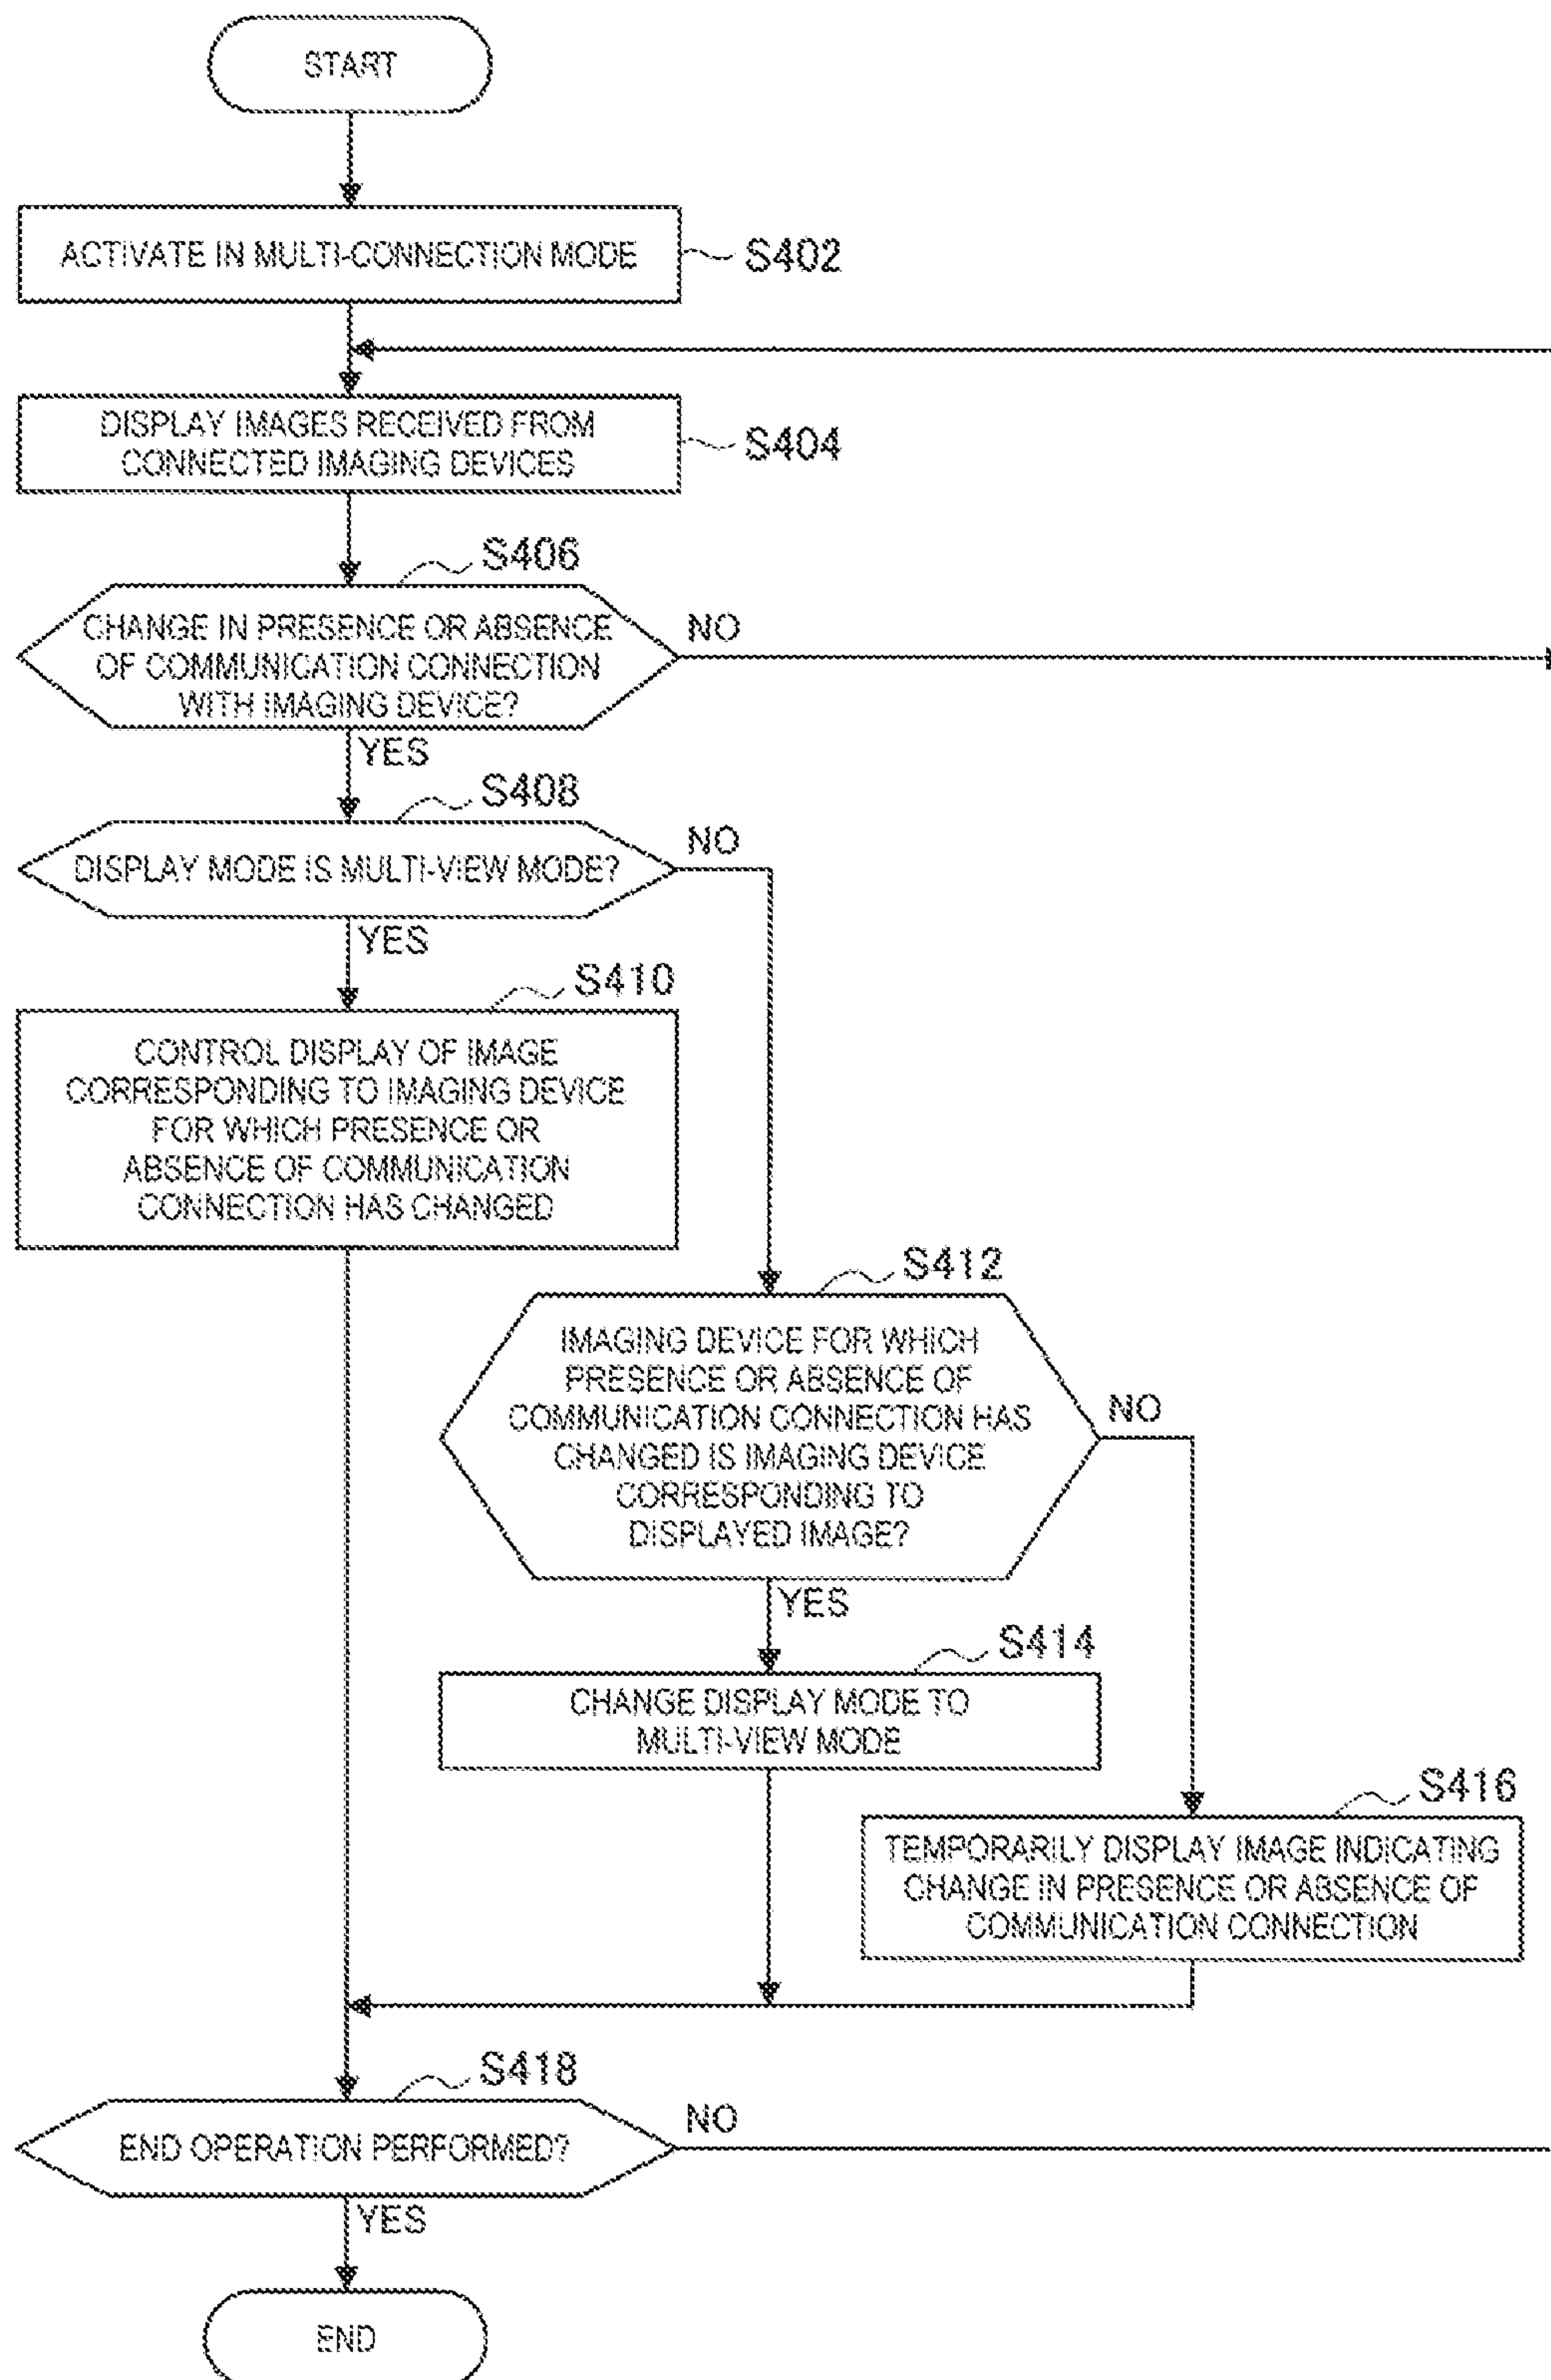 START
ACTIVATE IN MULTI-CONNECTION MODE
S402
DISPLAY IMAGES RECEIVED FROM
CONNECTED IMAGING DEVICES
S404
S406
CHANGE IN PRESENCE OR ABSENCE
OF COMMUNICATION CONNECTION
WITH IMAGING DEVICE?
NO
YES
S408
DISPLAY MODE IS MULTI-VIEW MODE?
NO
YES
S410
CONTROL DISPLAY OF IMAGE
CORRESPONDING TO IMAGING DEVICE
FOR WHICH PRESENCE OR
ABSENCE OF COMMUNICATION
CONNECTION HAS CHANGED
S412
IMAGING DEVICE FOR WHICH
PRESENCE OR ABSENCE OF
COMMUNICATION CONNECTION HAS
CHANGED IS IMAGING DEVICE
CORRESPONDING TO
DISPLAYED IMAGE?
NO
YES
S414
CHANGE DISPLAY MODE TO
MULTI-VIEW MODE
S416
TEMPORARILY DISPLAY IMAGE INDICATING
CHANGE IN PRESENCE OR ABSENCE OF
COMMUNICATION CONNECTION
S418
END OPERATION PERFORMED?
NO
YES
END